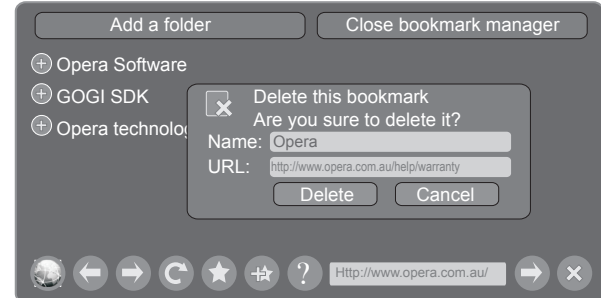 Add a folder
Close bookmark manager
Opera Software
GOGI SDK
Opera technolog
Delete this bookmark
Are you sure to delete it?
Name: Opera
URL: http://www.opera.com.au/help/warranty
Delete
Cancel
? Http://www.opera.com.au/